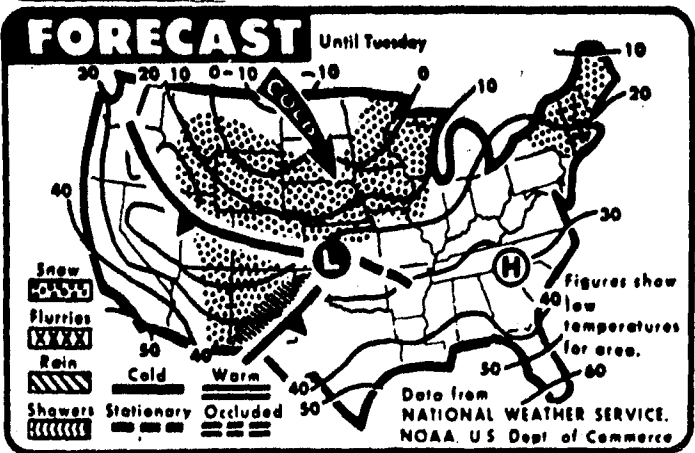 FORECAST
Until Tuesday
20 20 10 0 -10 -10 0 10 -10
COLD
20
40
30
L
H
Snow
Flurries
Rain
Showers
Cold
Warm
Stationary
Occluded
50
40
40
50
40
50
60
Figures show
low
temperatures
for area.
Data from
NATIONAL WEATHER SERVICE,
NOAA, U.S. Dept. of Commerce